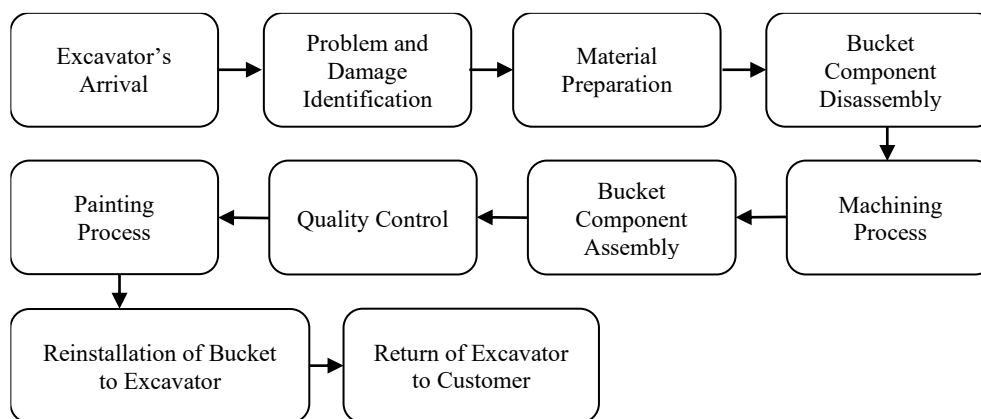 Excavator’s
Arrival
Problem and
Damage
Identification
Material
Preparation
Bucket
Component
Disassembly
Machining
Process
Bucket
Component
Assembly
Quality Control
Painting
Process
Reinstallation of Bucket
to Excavator
Return of Excavator
to Customer